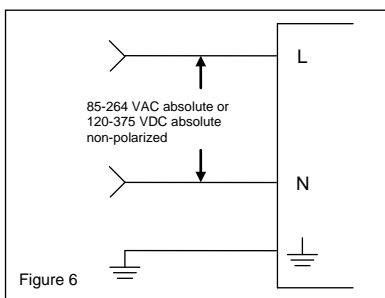 L
85-264 VAC absolute or
120-375 VDC absolute
non-polarized
N
Figure 6